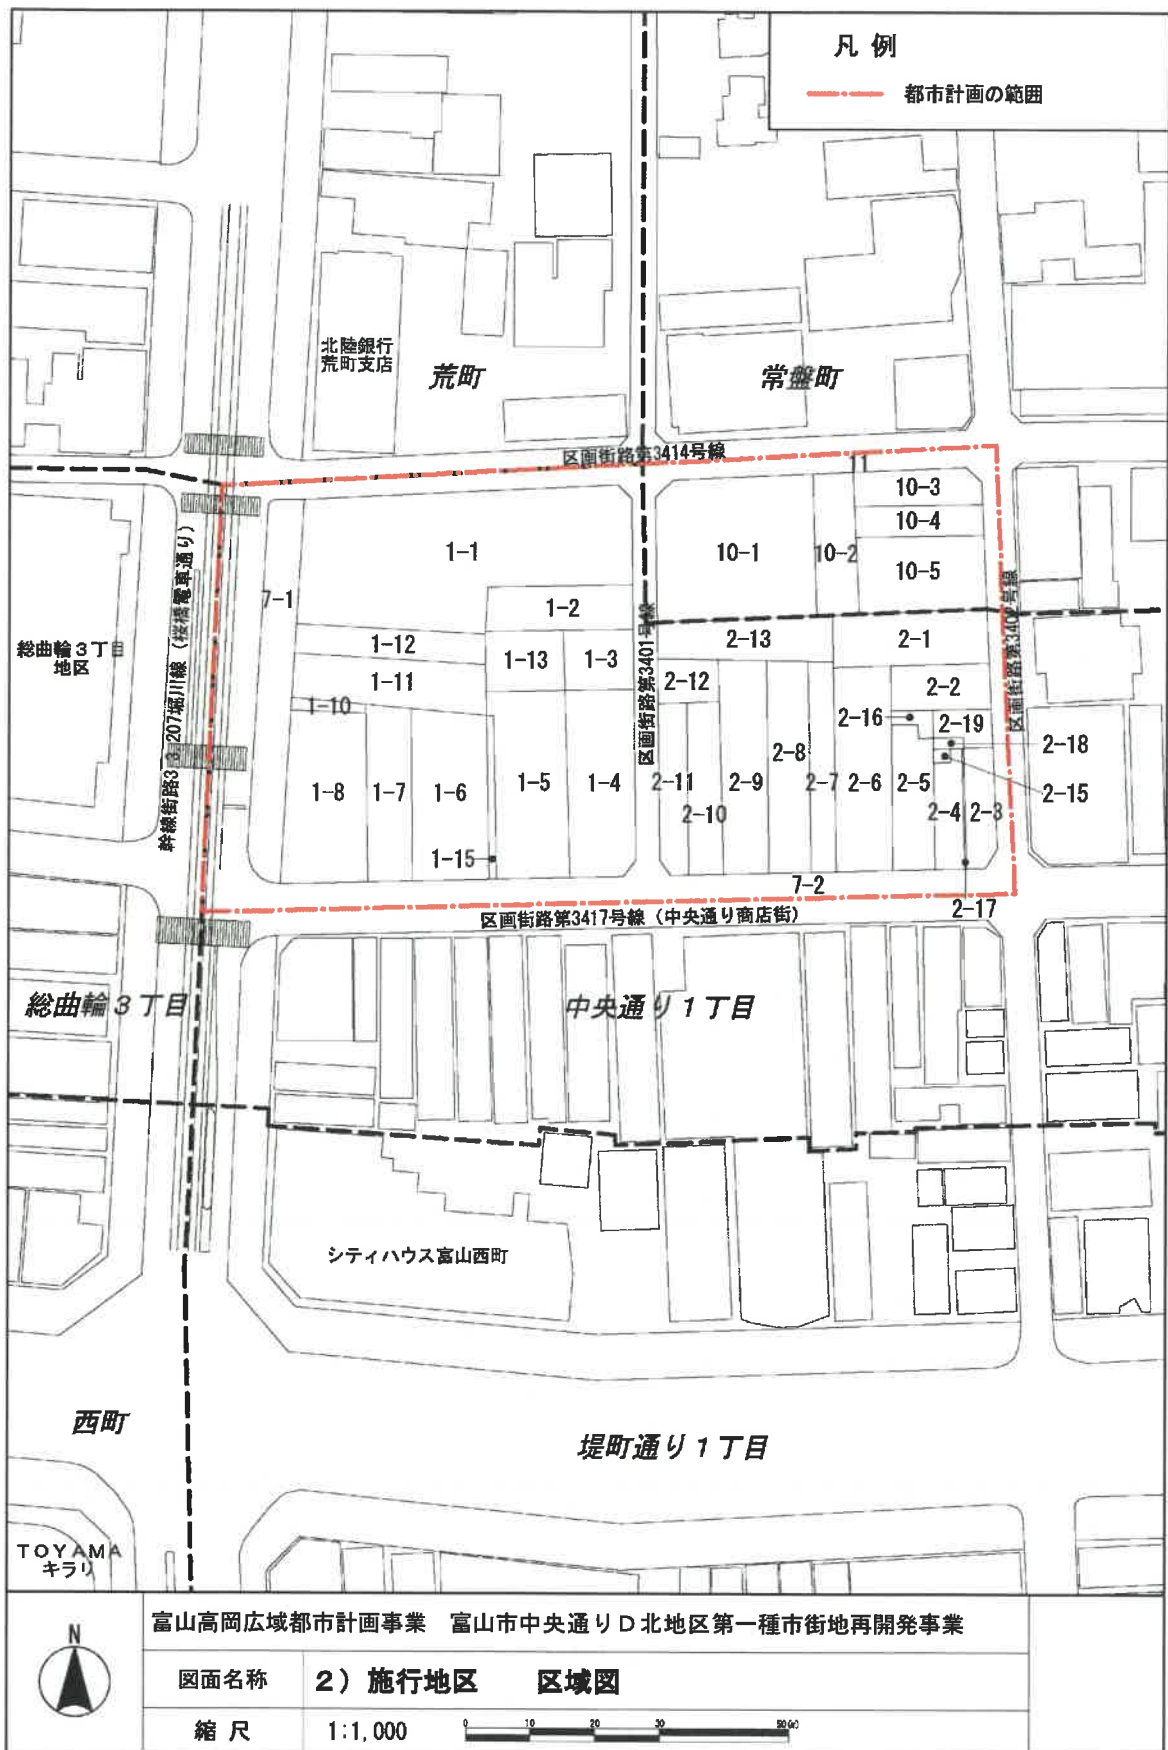 凡 例
都市計画の範囲
北陸銀行
荒町支店
荒町
常盤町
区画街路第3414号線
11
10-3
10-4
10-1
10-2
10-5
1-1
7-1
1-2
幹線街路3・3・207堀川線（桜橋電車通り）
区画街路第3401号線
区画街路第3402号線
総曲輪３丁目
地区
1-12
1-13
1-3
2-13
2-1
1-11
2-12
2-2
1-10
2-16
2-19
2-18
2-15
1-8
1-7
1-6
1-5
1-4
2-11
2-10
2-9
2-8
2-7
2-6
2-5
2-4
2-3
1-15
7-2
2-17
区画街路第3417号線（中央通り商店街）
総曲輪３丁目
中央通り１丁目
シティハウス富山西町
西町
堤町通り１丁目
TOYAMA
キラリ
N
富山高岡広域都市計画事業　富山市中央通りＤ北地区第一種市街地再開発事業
図面名称
２）施行地区　　区域図
縮 尺
1:1,000
0 10 20 30 50(m)